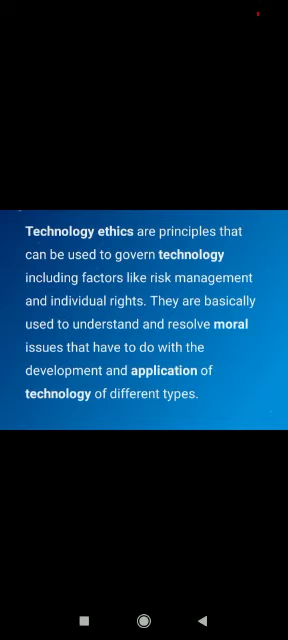 Technology ethics are principles that
can be used to govern technology
including factors like risk management
and individual rights. They are basically
used to understand and resolve moral
issues that have to do with the
development and application of
technology of different types.